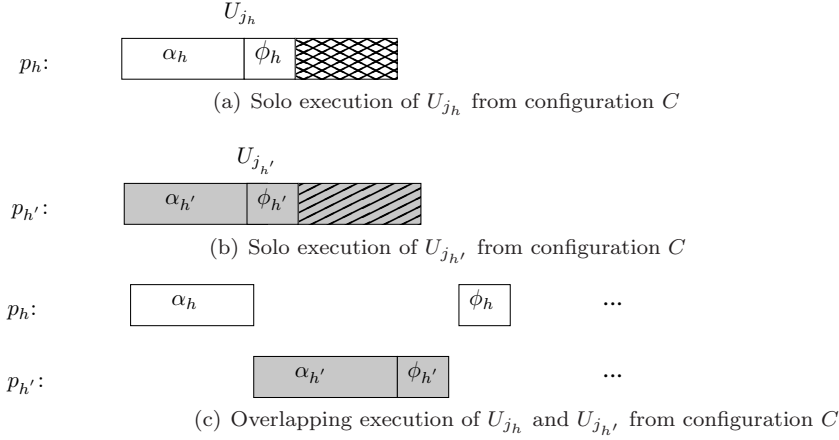 U_{j_h}
p_h: α_h ϕ_h
(a) Solo execution of U_{j_h} from configuration C
U_{j_{h'}}
p_{h'}: α_{h'} ϕ_{h'}
(b) Solo execution of U_{j_{h'}} from configuration C
p_h: α_h ϕ_h ...
p_{h'}: α_{h'} ϕ_{h'} ...
(c) Overlapping execution of U_{j_h} and U_{j_{h'}} from configuration C